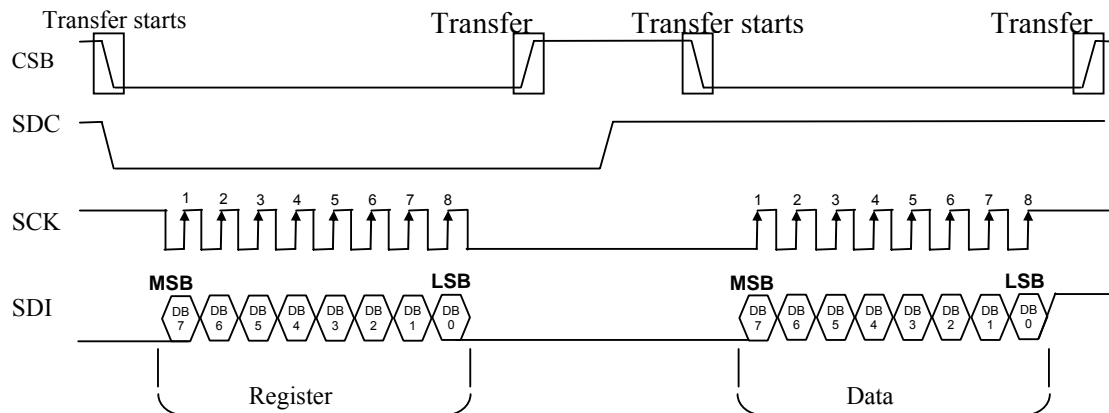 Transfer starts Transfer Transfer starts Transfer
CSB
SDC
1 2 3 4 5 6 7 8 1 2 3 4 5 6 7 8
SCK
MSB LSB MSB LSB
SDI
DB DB DB DB DB DB DB DB DB DB DB DB DB DB DB DB
7 6 5 4 3 2 1 0 7 6 5 4 3 2 1 0
Register Data